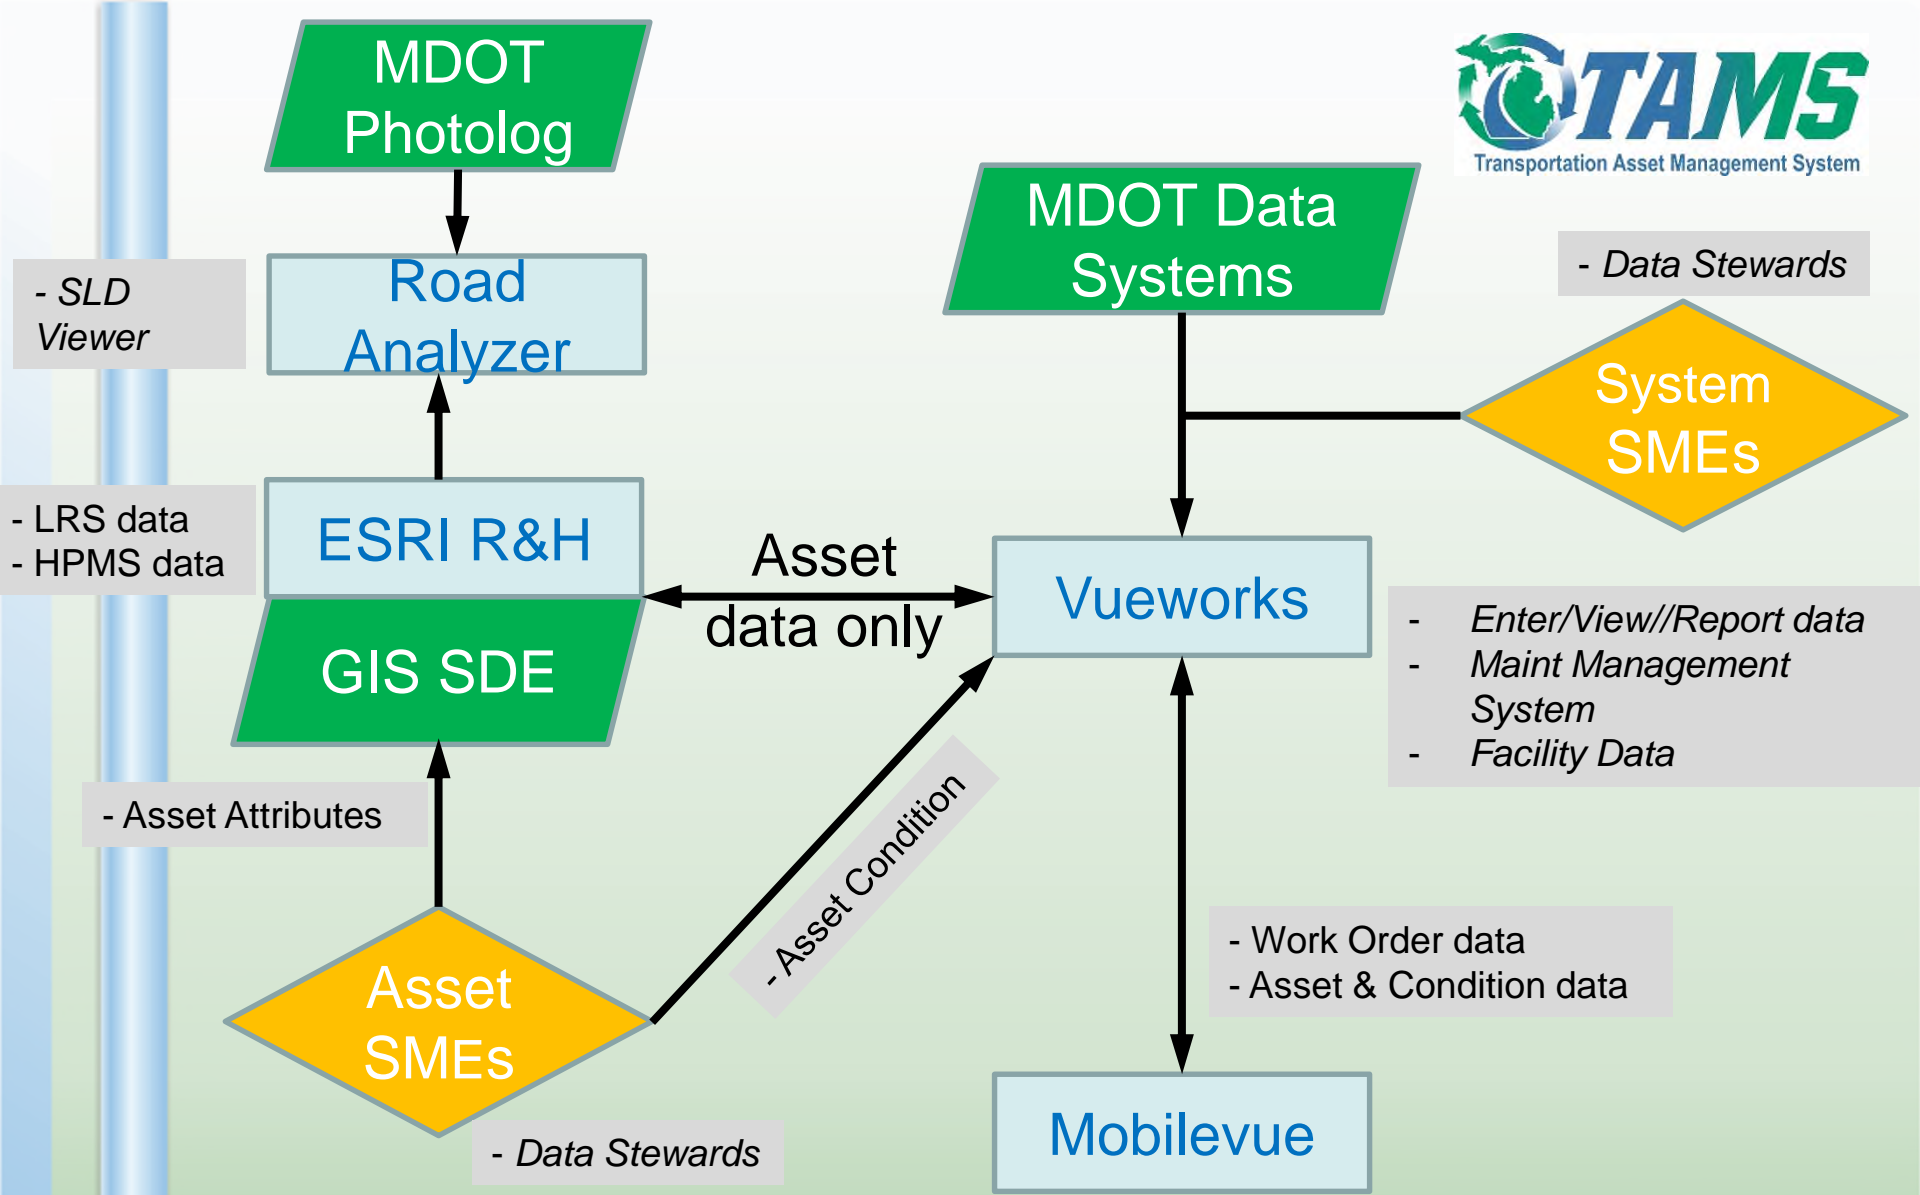 MDOT
Photolog
TAMS
Transportation Asset Management System
MDOT Data
Systems
- Data Stewards
- SLD
Viewer
Road
Analyzer
System
SMEs
- LRS data
- HPMS data
ESRI R&H
Asset
data only
Vueworks
- Enter/View//Report data
- Maint Management
System
- Facility Data
GIS SDE
- Asset Attributes
- Asset Condition
- Work Order data
- Asset & Condition data
Asset
SMEs
- Data Stewards
Mobilevue